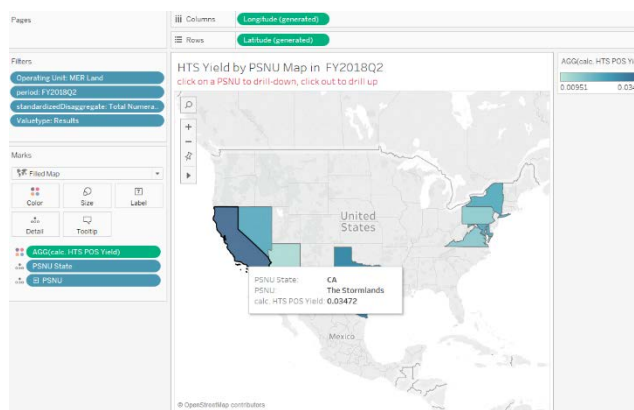 Pages
Columns
Longitude (generated)
Rows
Latitude (generated)
Filters
Operating Unit: MER Land
period: FY2018Q2
standardizedDisaggregate: Total Numera..
Valuetype: Results
Marks
Filled Map
Color
Size
Label
Detail
Tooltip
AGG(calc. HTS POS Yield)
PSNU State
PSNU
HTS Yield by PSNU Map in FY2018Q2
click on a PSNU to drill-down, click out to drill up
United
States
PSNU State: CA
PSNU: The Stormlands
calc. HTS POS Yield: 0.03472
Mexico
© OpenStreetMap contributors
AGG(calc. HTS POS Yi
0.00951 0.034